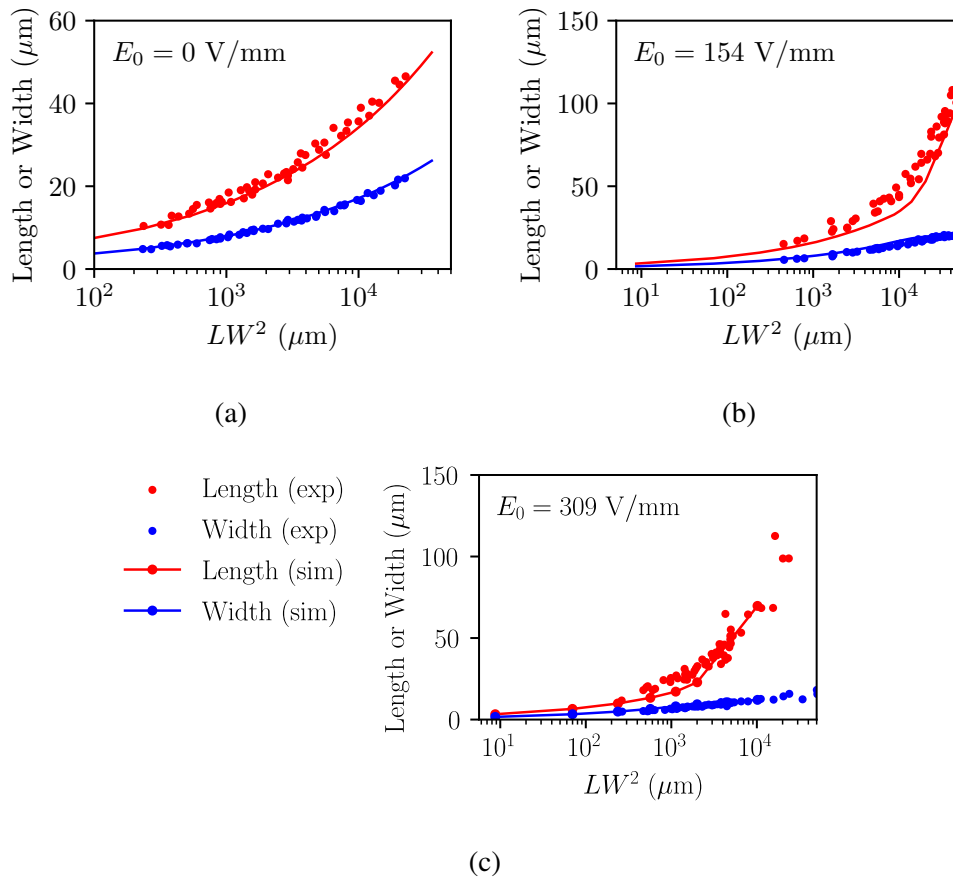 60
40
20
0
Length or Width (μm)
E₀ = 0 V/mm
10² 10³ 10⁴
LW² (μm)
(a)
150
100
50
0
Length or Width (μm)
E₀ = 154 V/mm
10¹ 10² 10³ 10⁴
LW² (μm)
(b)
Length (exp)
Width (exp)
Length (sim)
Width (sim)
150
100
50
0
Length or Width (μm)
E₀ = 309 V/mm
10¹ 10² 10³ 10⁴
LW² (μm)
(c)